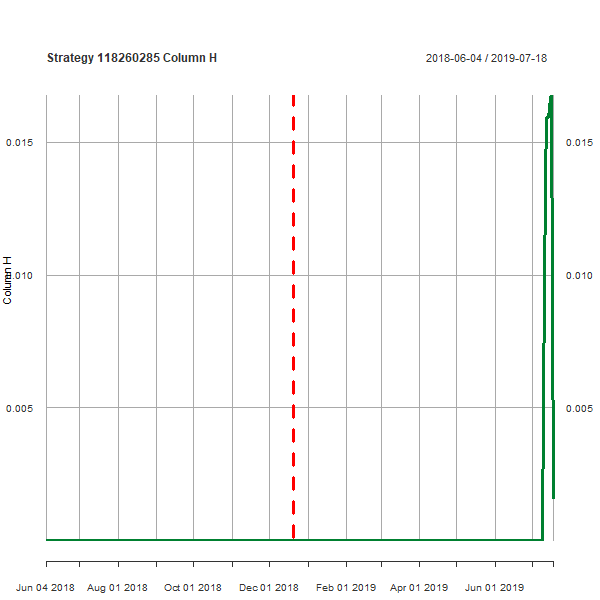 Strategy 118260285 Column H
2018-06-04 / 2019-07-18
0.015
0.015
0.010
0.010
Column H
0.005
0.005
Jun 04 2018
Aug 01 2018
Oct 01 2018
Dec 01 2018
Feb 01 2019
Apr 01 2019
Jun 01 2019